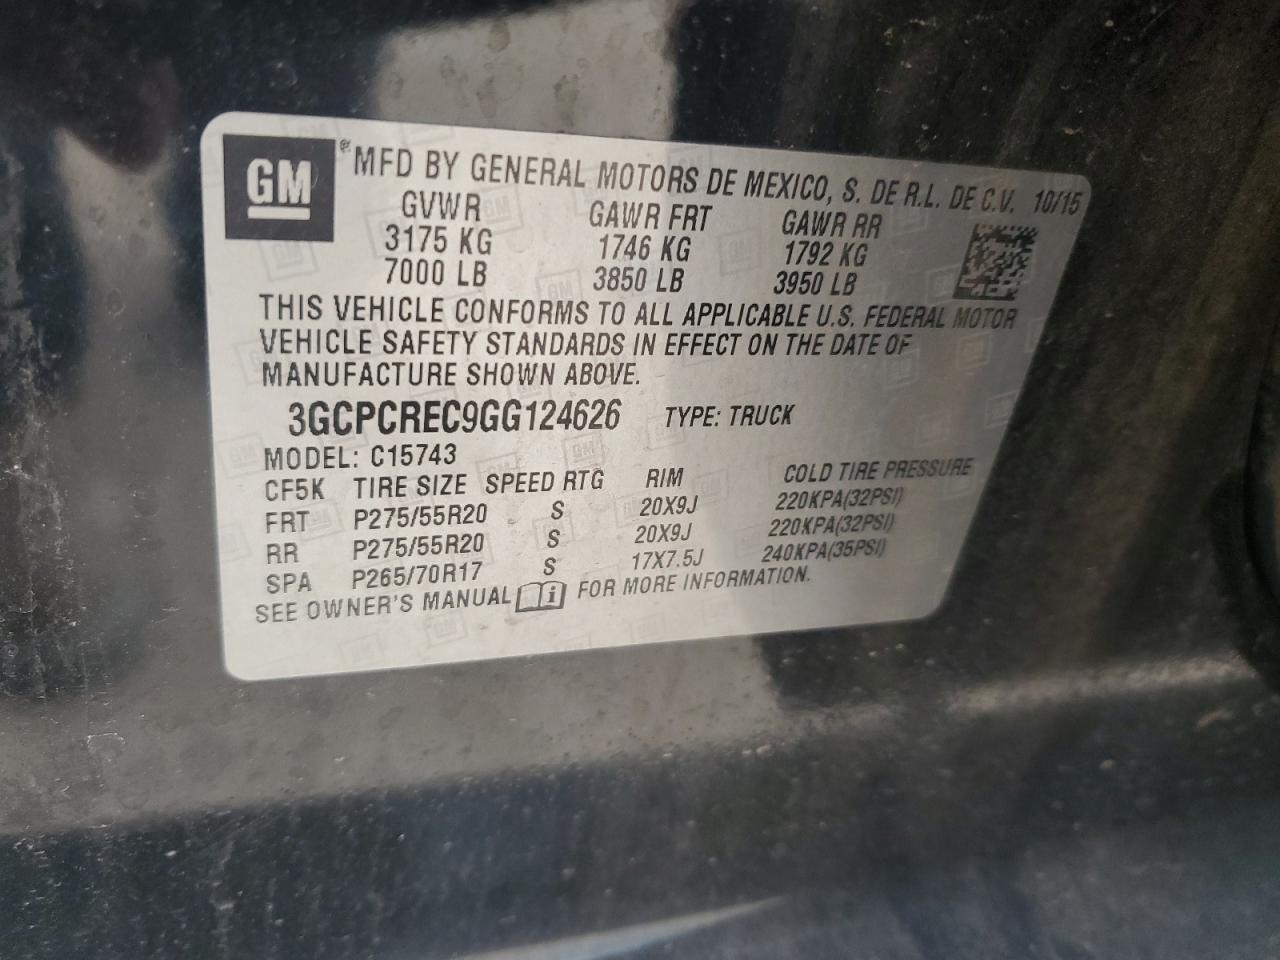 GM ® MFD BY GENERAL MOTORS DE MEXICO, S. DE R.L. DE C.V. 10/15
GVWR GAWR FRT GAWR RR
3175 KG 1746 KG 1792 KG
7000 LB 3850 LB 3950 LB
THIS VEHICLE CONFORMS TO ALL APPLICABLE U.S. FEDERAL MOTOR
VEHICLE SAFETY STANDARDS IN EFFECT ON THE DATE OF
MANUFACTURE SHOWN ABOVE.
3GCPCREC9GG124626 TYPE: TRUCK
MODEL: C15743
CF5K TIRE SIZE SPEED RTG RIM COLD TIRE PRESSURE
FRT P275/55R20 S 20X9J 220KPA(32PSI)
RR P275/55R20 S 20X9J 220KPA(32PSI)
SPA P265/70R17 S 17X7.5J 240KPA(35PSI)
SEE OWNER'S MANUAL i FOR MORE INFORMATION.